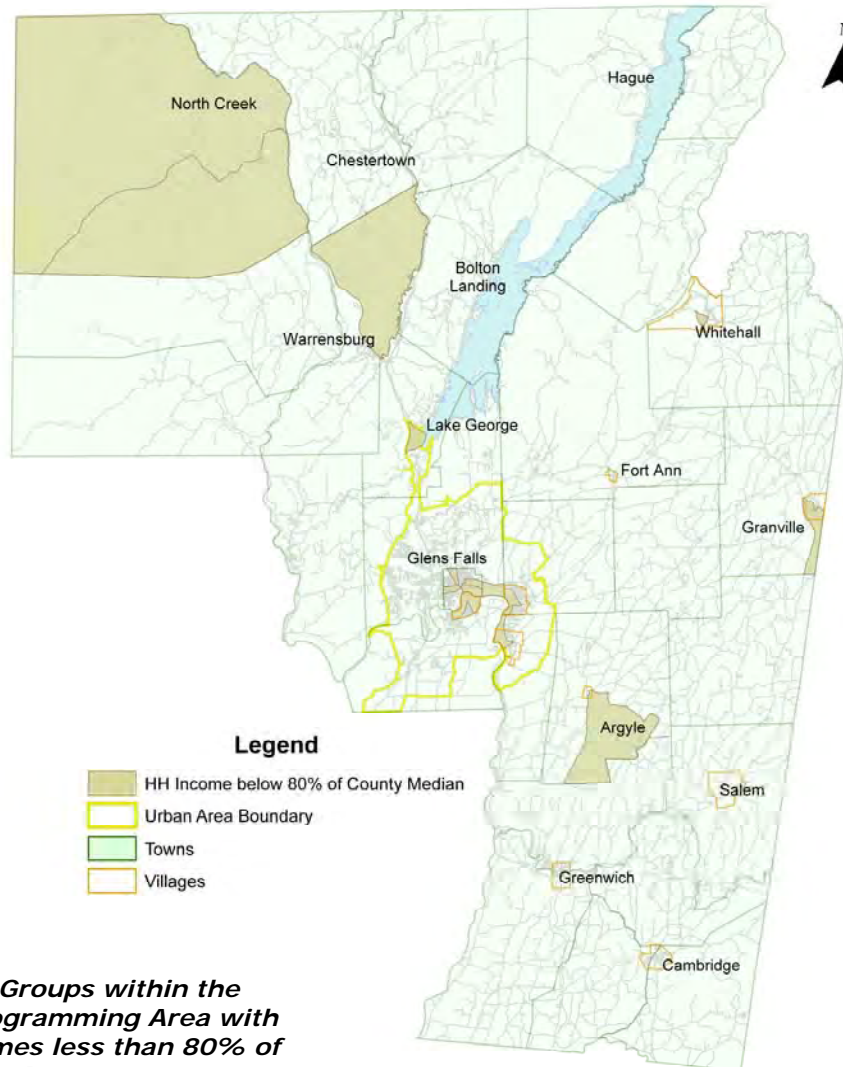 N
Hague
North Creek
Chestertown
Bolton
Landing
Whitehall
Warrensburg
Lake George
Fort Ann
Granville
Glens Falls
Argyle
Legend
HH Income below 80% of County Median
Urban Area Boundary
Towns
Villages
Salem
Greenwich
Cambridge
Groups within the
ogramming Area with
mes less than 80% of